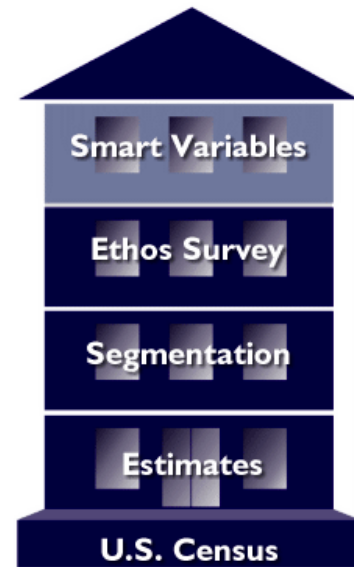 Smart Variables
Ethos Survey
Segmentation
Estimates
U.S. Census